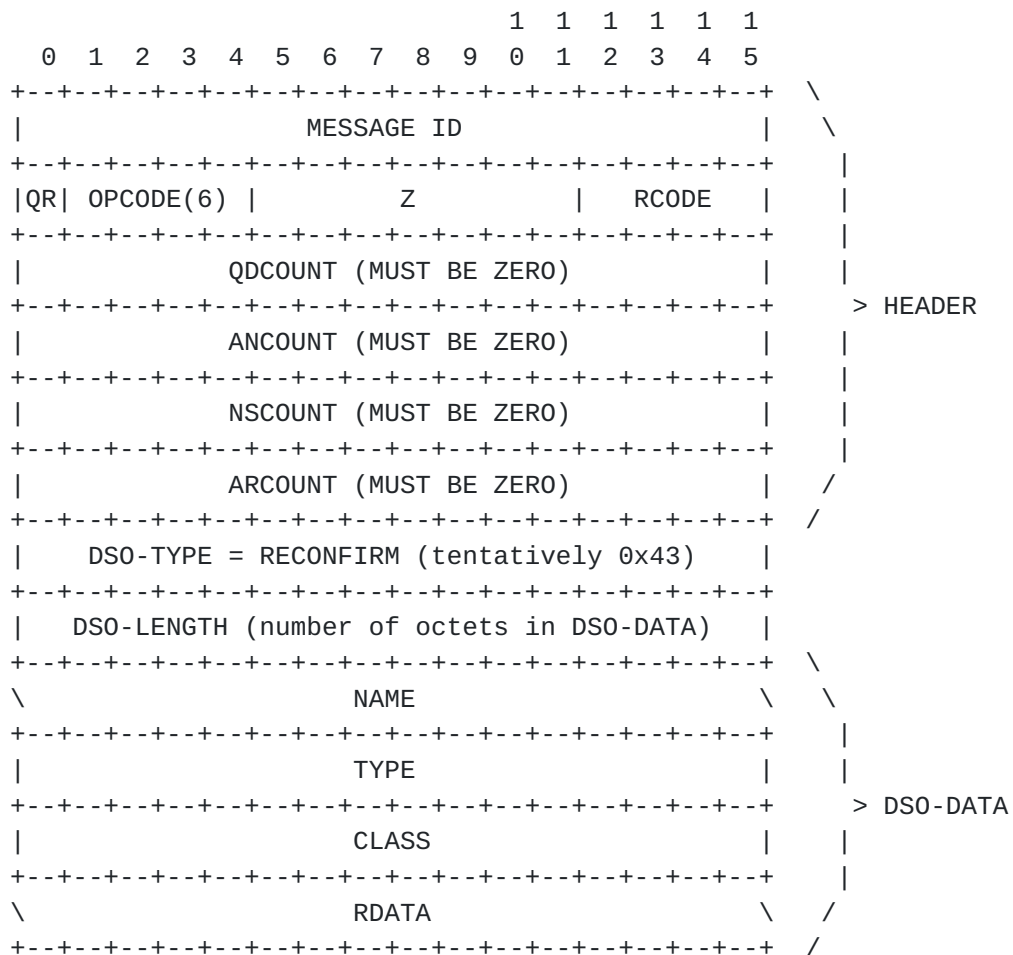 1  1  1  1  1  1
  0  1  2  3  4  5  6  7  8  9  0  1  2  3  4  5
+--+--+--+--+--+--+--+--+--+--+--+--+--+--+--+--+  \
|                  MESSAGE ID                   |   \
+--+--+--+--+--+--+--+--+--+--+--+--+--+--+--+--+    |
|QR| OPCODE(6) |         Z          |   RCODE   |    |
+--+--+--+--+--+--+--+--+--+--+--+--+--+--+--+--+    |
|             QDCOUNT (MUST BE ZERO)            |    |
+--+--+--+--+--+--+--+--+--+--+--+--+--+--+--+--+     > HEADER
|             ANCOUNT (MUST BE ZERO)            |    |
+--+--+--+--+--+--+--+--+--+--+--+--+--+--+--+--+    |
|             NSCOUNT (MUST BE ZERO)            |    |
+--+--+--+--+--+--+--+--+--+--+--+--+--+--+--+--+    |
|             ARCOUNT (MUST BE ZERO)            |   /
+--+--+--+--+--+--+--+--+--+--+--+--+--+--+--+--+  /
|    DSO-TYPE = RECONFIRM (tentatively 0x43)    |
+--+--+--+--+--+--+--+--+--+--+--+--+--+--+--+--+
|   DSO-LENGTH (number of octets in DSO-DATA)   |
+--+--+--+--+--+--+--+--+--+--+--+--+--+--+--+--+  \
\                     NAME                      \   \
+--+--+--+--+--+--+--+--+--+--+--+--+--+--+--+--+    |
|                     TYPE                      |    |
+--+--+--+--+--+--+--+--+--+--+--+--+--+--+--+--+     > DSO-DATA
|                     CLASS                     |    |
+--+--+--+--+--+--+--+--+--+--+--+--+--+--+--+--+    |
\                     RDATA                     \   /
+--+--+--+--+--+--+--+--+--+--+--+--+--+--+--+--+  /